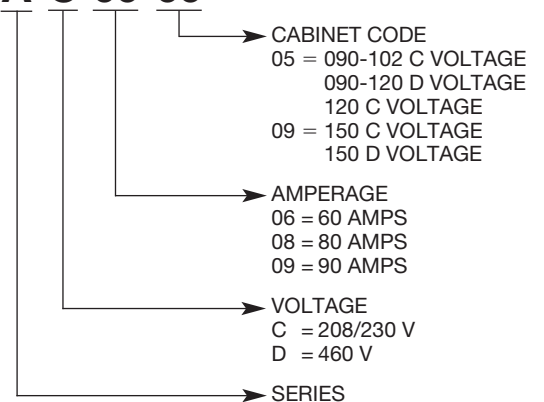 CABINET CODE
05 = 090-102 C VOLTAGE
090-120 D VOLTAGE
120 C VOLTAGE
09 = 150 C VOLTAGE
150 D VOLTAGE
AMPERAGE
06 = 60 AMPS
08 = 80 AMPS
09 = 90 AMPS
VOLTAGE
C = 208/230 V
D = 460 V
SERIES